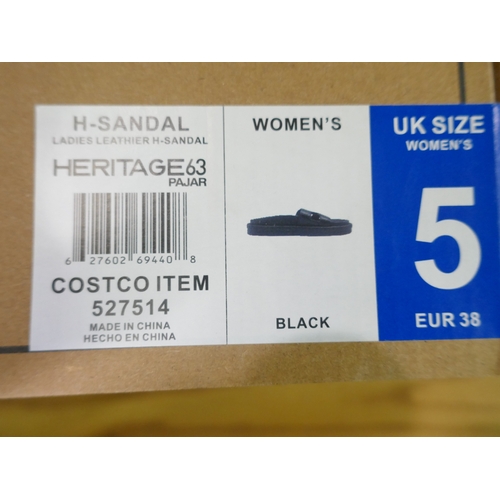 H-SANDAL
LADIES LEATHIER H-SANDAL
HERITAGE63
PAJAR
6 27602 69440 8
COSTCO ITEM
527514
MADE IN CHINA
HECHO EN CHINA
WOMEN'S
BLACK
UK SIZE
WOMEN'S
5
EUR 38